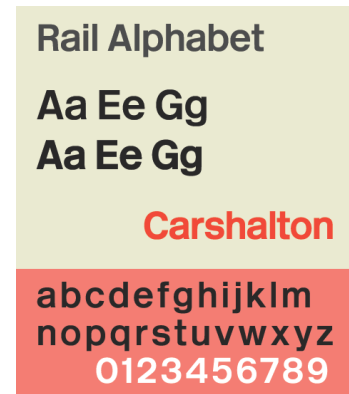 Rail Alphabet
Aa Ee Gg
Aa Ee Gg
Carshalton
abcdefghijklm
nopqrstuvwxyz
0123456789